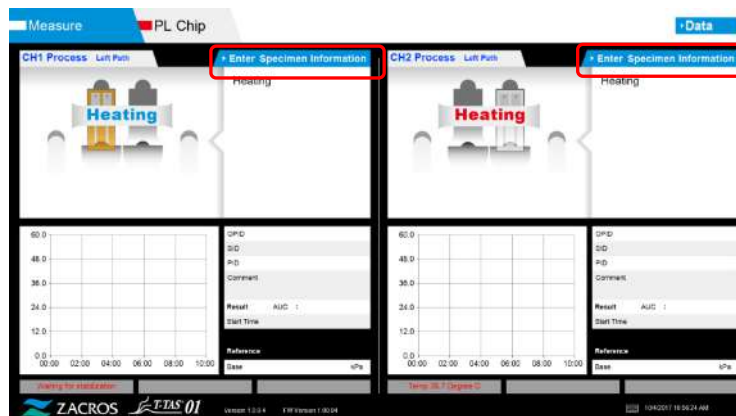 Measure
PL Chip
Data
CH1 Process Left Path
Enter Specimen Information
Heating
Heating
CH2 Process Left Path
Enter Specimen Information
Heating
Heating
60.0
48.0
36.0
24.0
12.0
0.0
00:00 02:00 04:00 06:00 08:00 10:00
OPID
SID
PID
Comment
Result AUC :
Start Time
Reference
Base kPa
60.0
48.0
36.0
24.0
12.0
0.0
00:00 02:00 04:00 06:00 08:00 10:00
OPID
SID
PID
Comment
Result AUC :
Start Time
Reference
Base kPa
Waiting for stabilization
ZACROS T-TAS 01